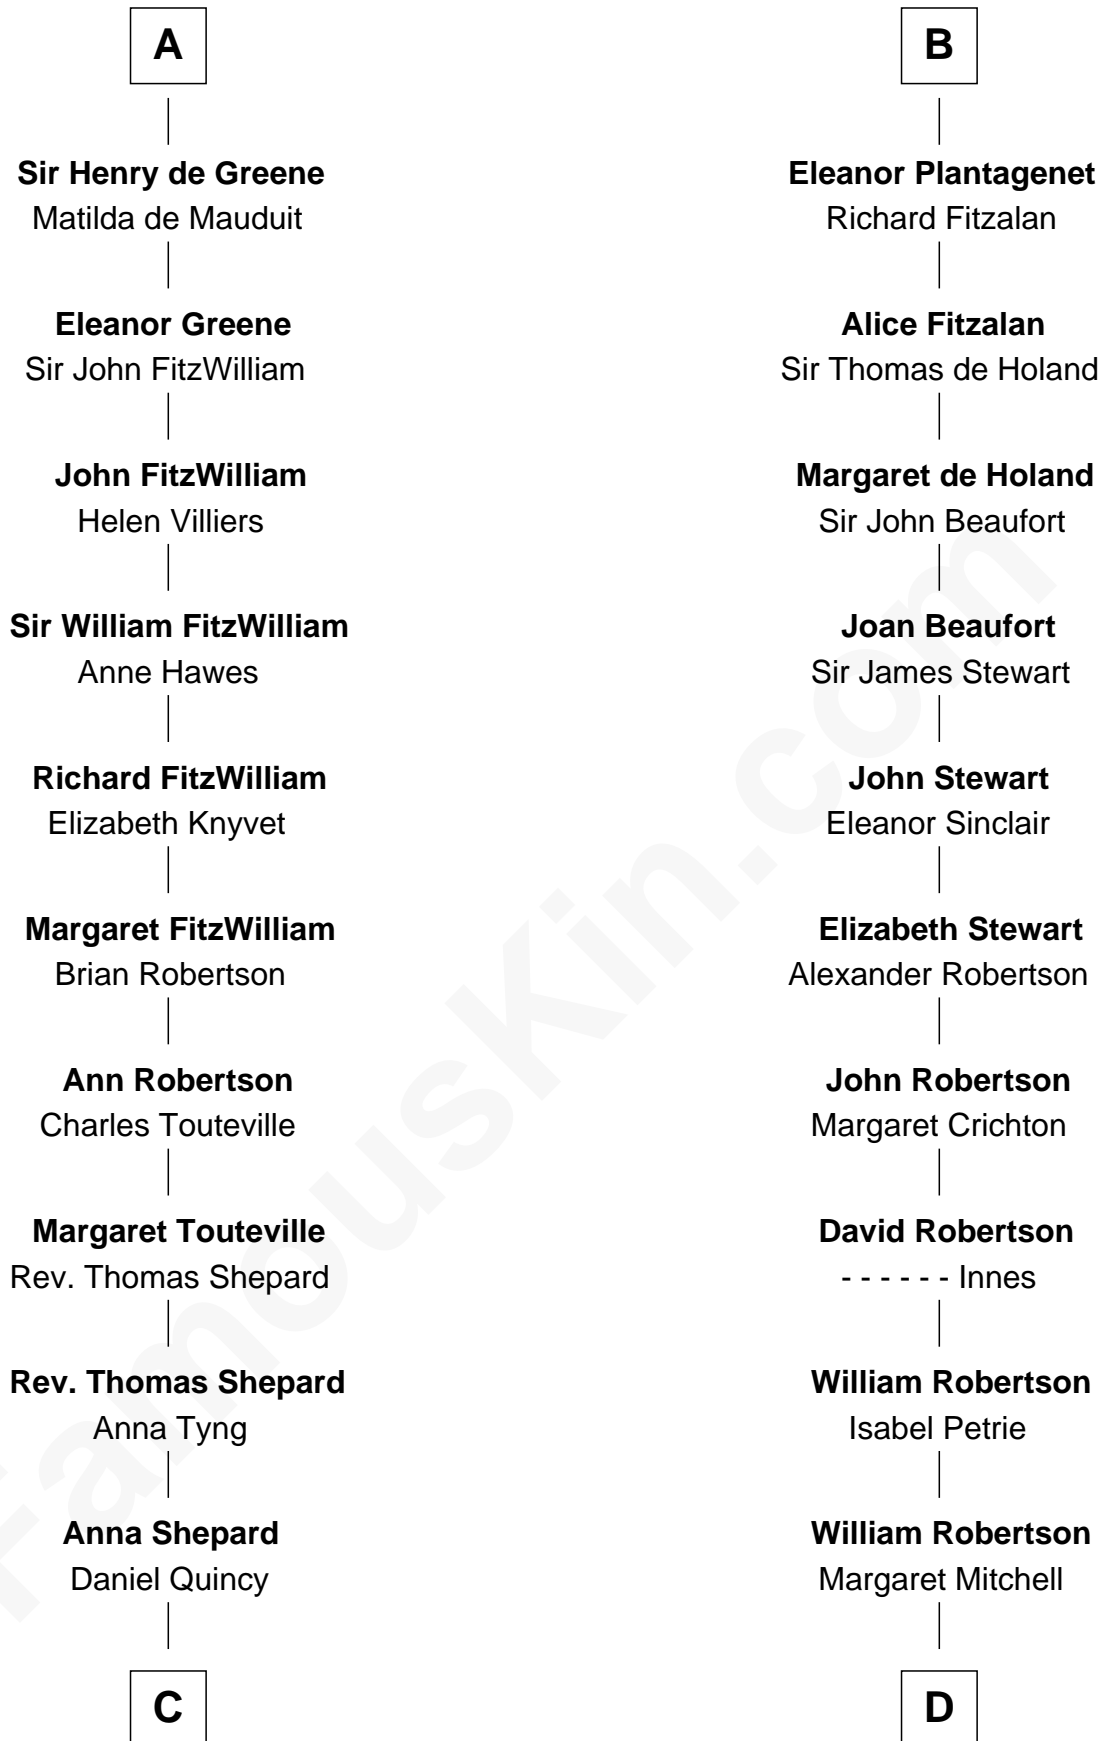 A
Sir Henry de Greene
Matilda de Mauduit
Eleanor Greene
Sir John FitzWilliam
John FitzWilliam
Helen Villiers
Sir William FitzWilliam
Anne Hawes
Richard FitzWilliam
Elizabeth Knyvet
Margaret FitzWilliam
Brian Robertson
Ann Robertson
Charles Touteville
Margaret Touteville
Rev. Thomas Shepard
Rev. Thomas Shepard
Anna Tyng
Anna Shepard
Daniel Quincy
C
B
Eleanor Plantagenet
Richard Fitzalan
Alice Fitzalan
Sir Thomas de Holand
Margaret de Holand
Sir John Beaufort
Joan Beaufort
Sir James Stewart
John Stewart
Eleanor Sinclair
Elizabeth Stewart
Alexander Robertson
John Robertson
Margaret Crichton
David Robertson
- - - - - - Innes
William Robertson
Isabel Petrie
William Robertson
Margaret Mitchell
D
FamousKin.com